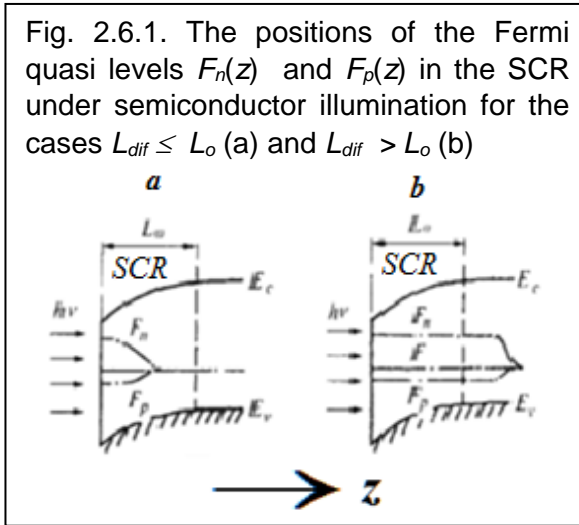 Fig. 2.6.1. The positions of the Fermi
quasi levels Fn(z) and Fp(z) in the SCR
under semiconductor illumination for the
cases Ldif ≤ Lo (a) and Ldif > Lo (b)
a b
Lo Lo
SCR SCR
Ec Ec
hν Fn hν Fn
F
Fp Ev Fp Ev
z